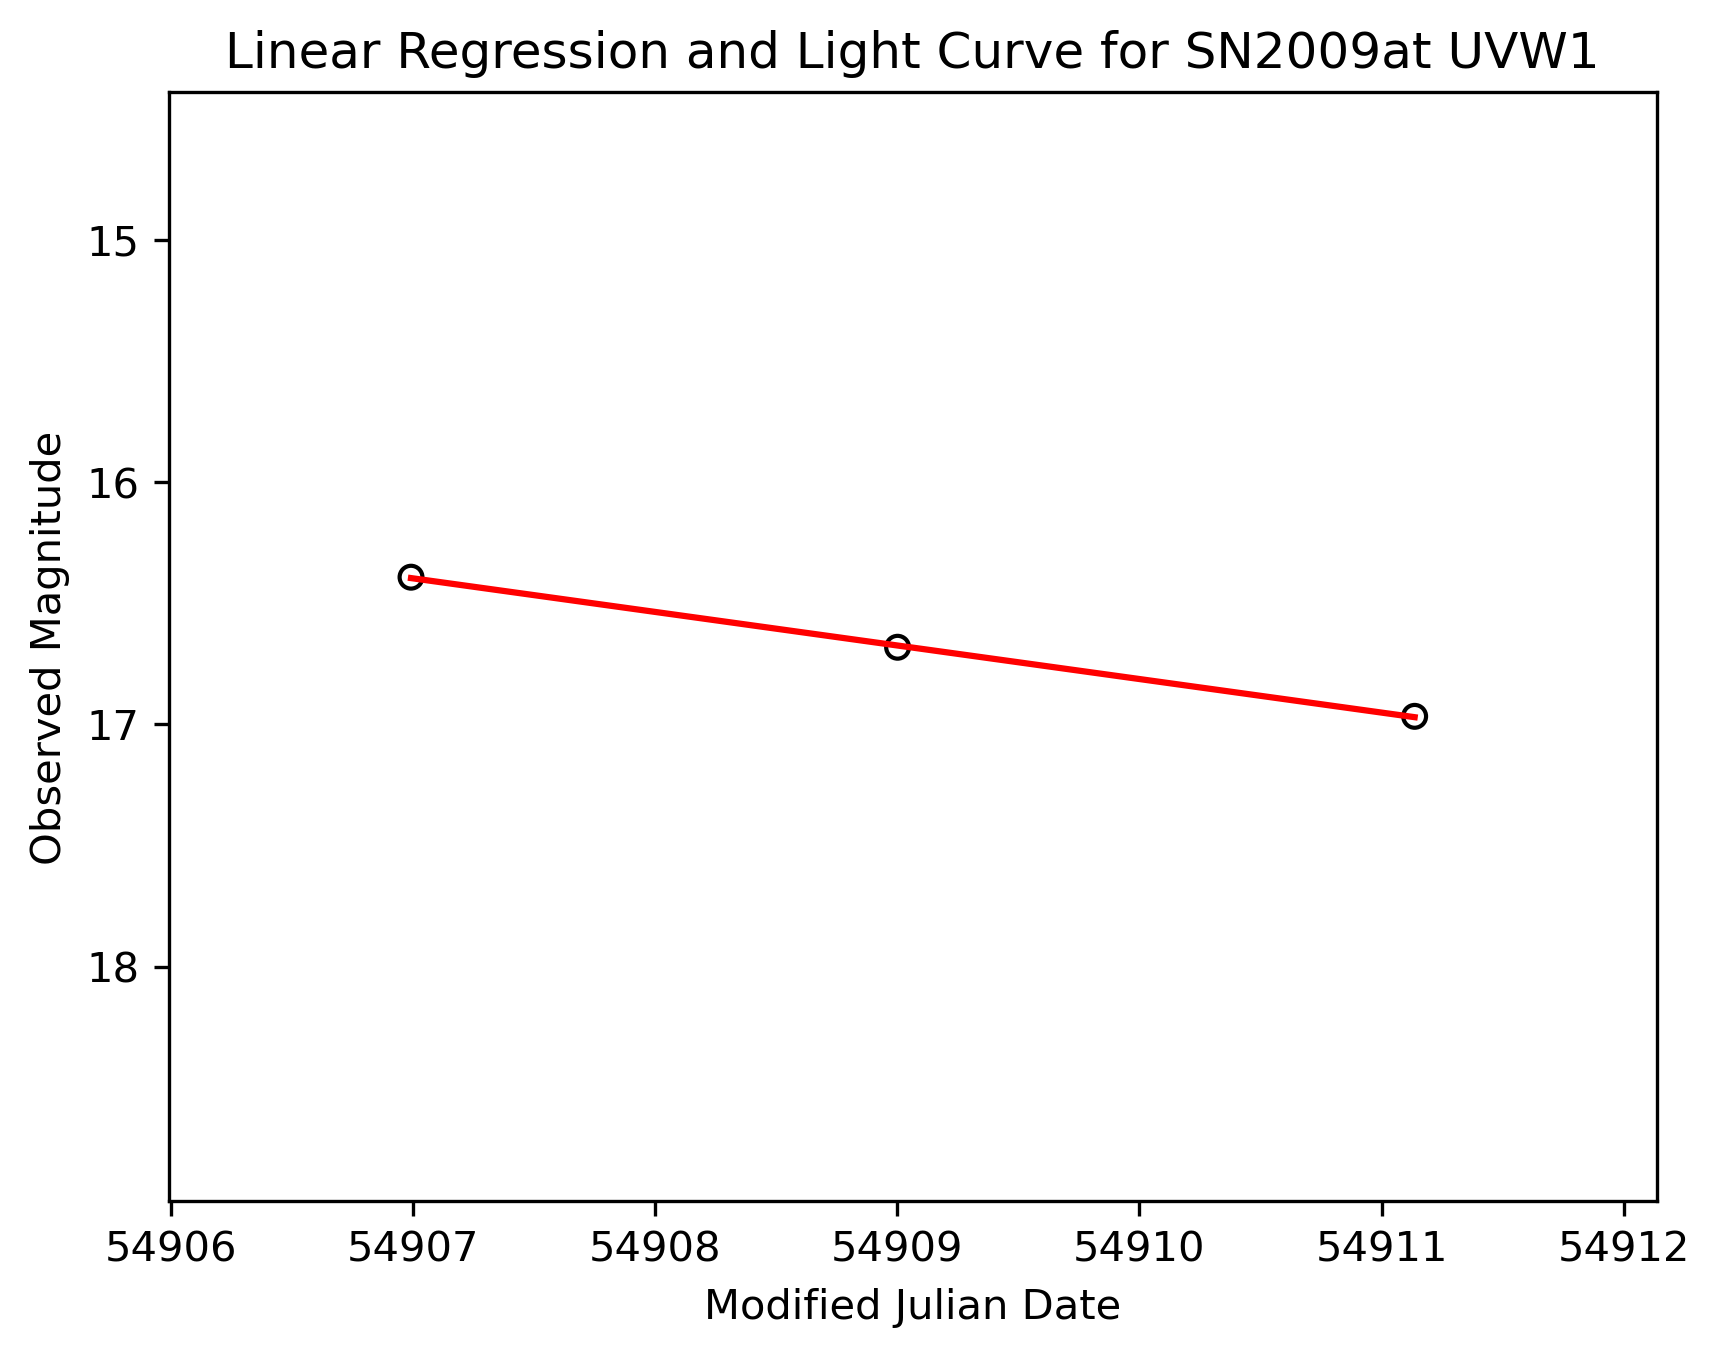 Linear Regression and Light Curve for SN2009at UVW1
15
16
17
18
Observed Magnitude
54906 54907 54908 54909 54910 54911 54912
Modified Julian Date